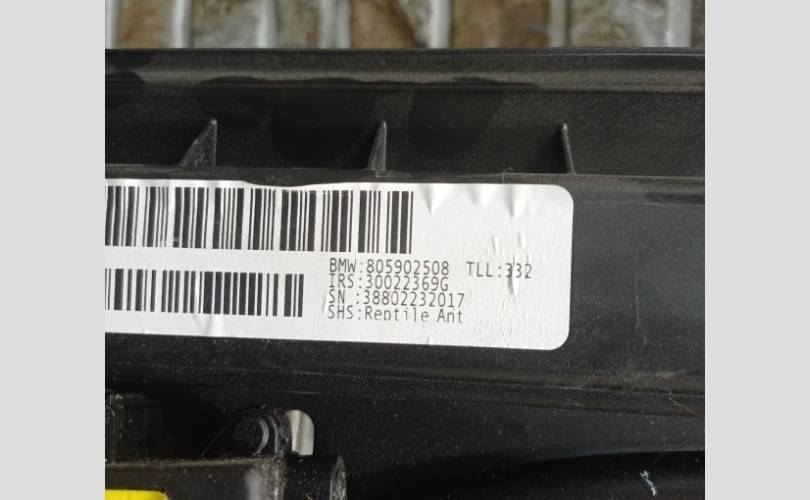 BMW:805902508 TLL:332
IRS:30022369G
SN :38802232017
SHS:Reptile Ant